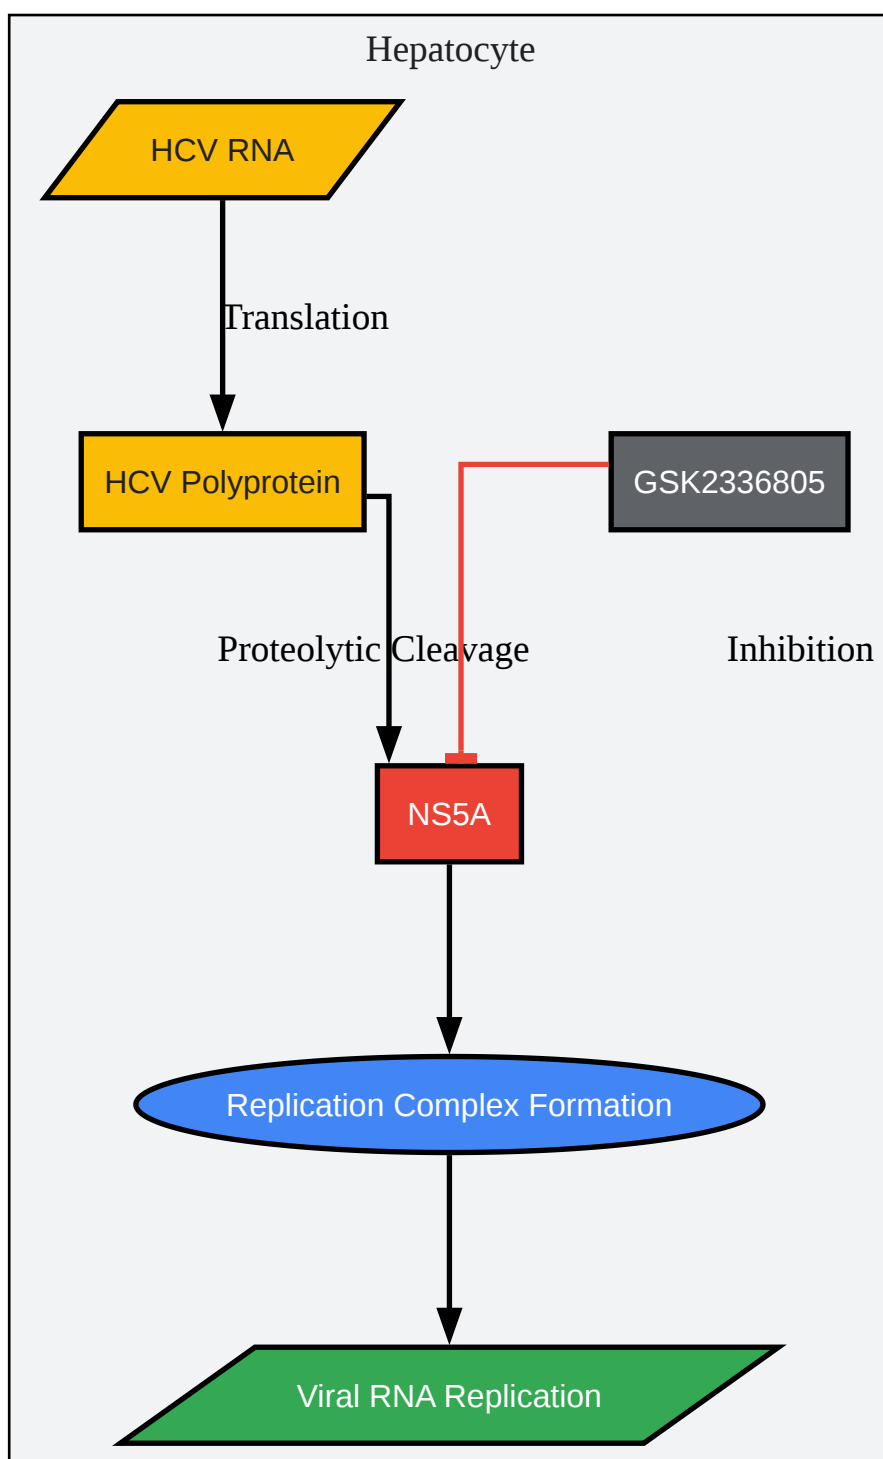 Hepatocyte
HCV RNA
Translation
HCV Polyprotein
GSK2336805
Proteolytic Cleavage
Inhibition
NS5A
Replication Complex Formation
Viral RNA Replication